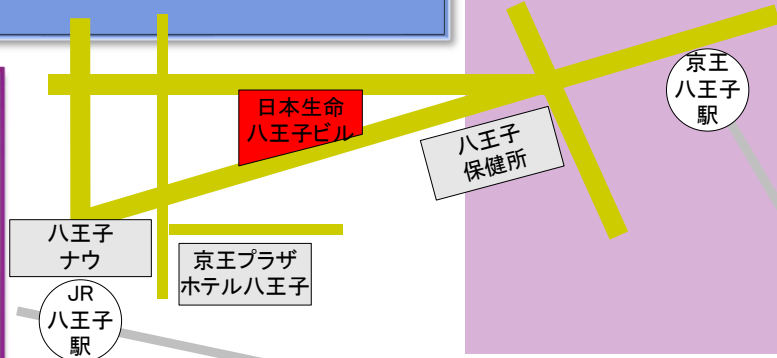 京王
八王子
駅
日本生命
八王子ビル
八王子
保健所
八王子
ナウ
京王プラザ
ホテル八王子
JR
八王子
駅